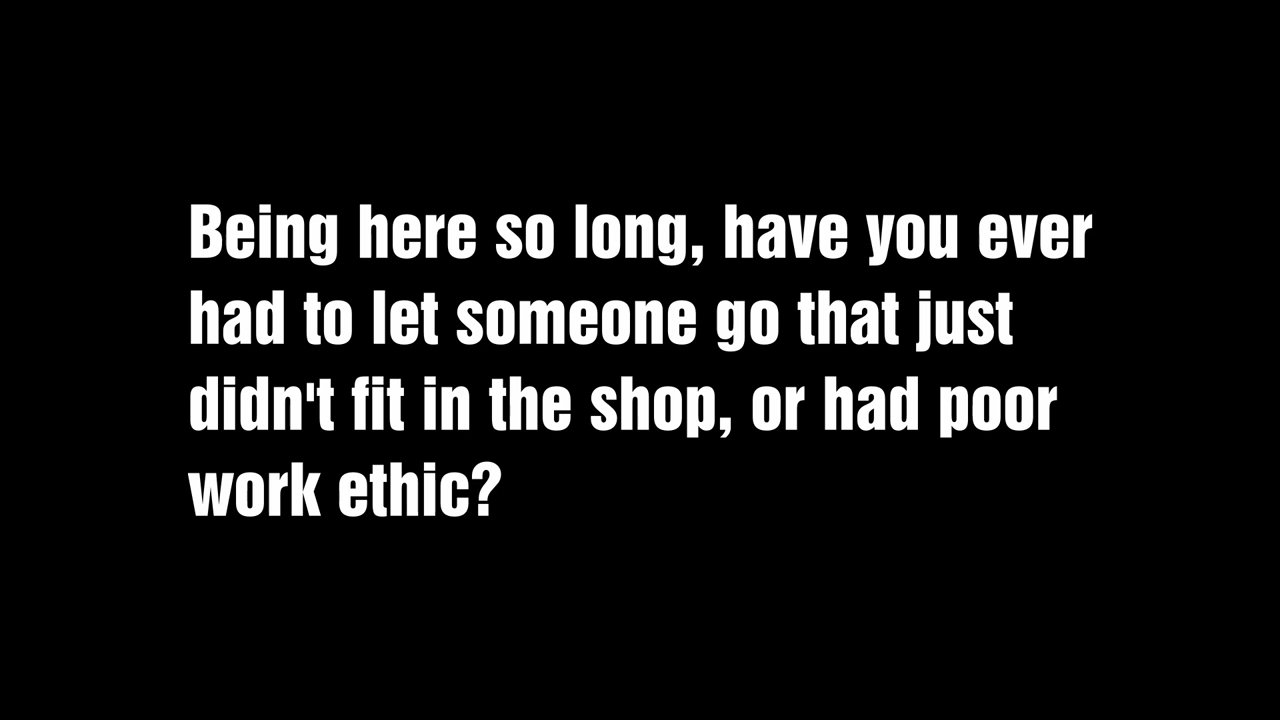 Being here so long, have you ever
had to let someone go that just
didn't fit in the shop, or had poor
work ethic?